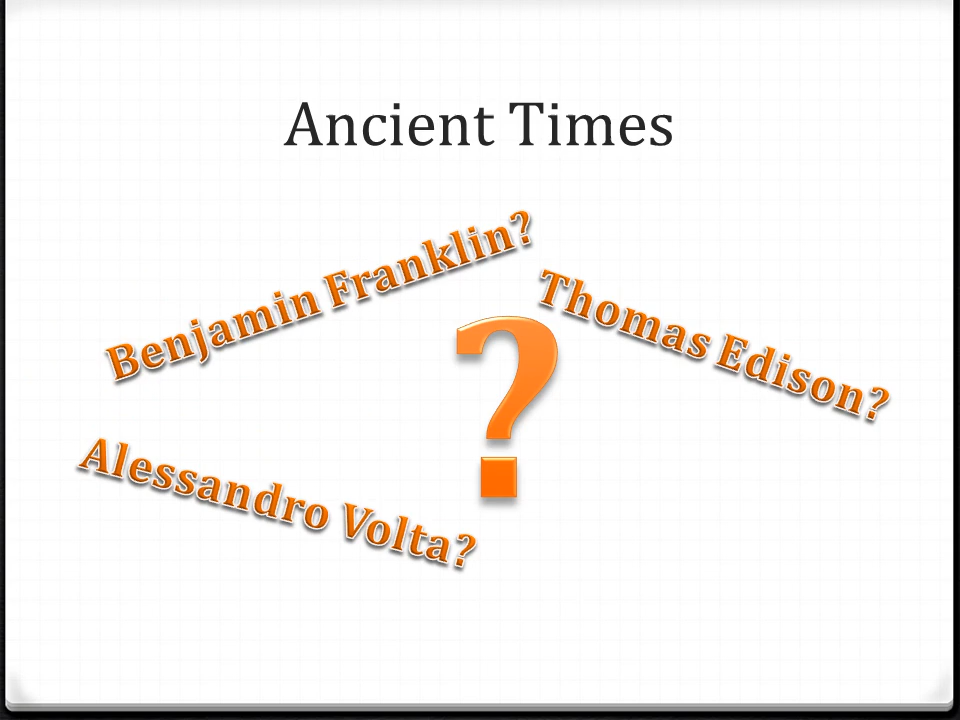 Ancient Times
Benjamin Franklin?
Thomas Edison?
?
Alessandro Volta?